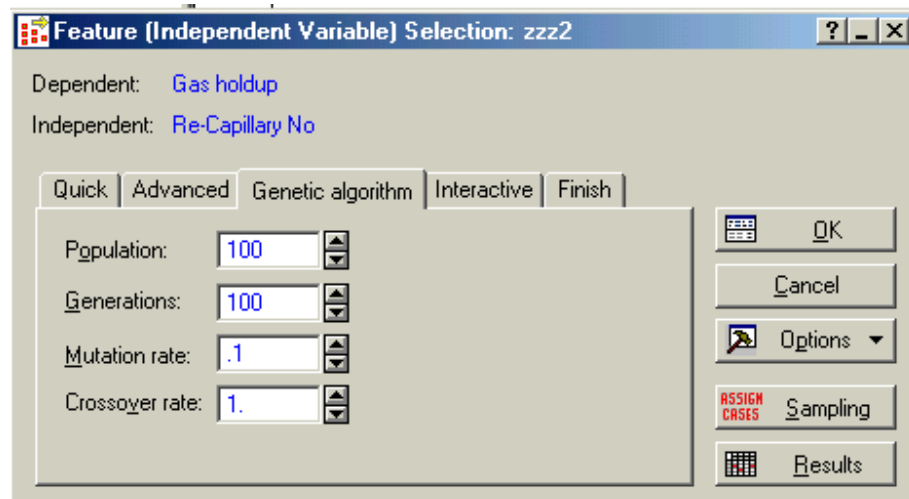 Feature (Independent Variable) Selection: zzz2
Dependent: Gas holdup
Independent: Re-Capillary No
Quick Advanced Genetic algorithm Interactive Finish
Population: 100
Generations: 100
Mutation rate: .1
Crossover rate: 1.
OK
Cancel
Options
ASSIGN CASES Sampling
Results